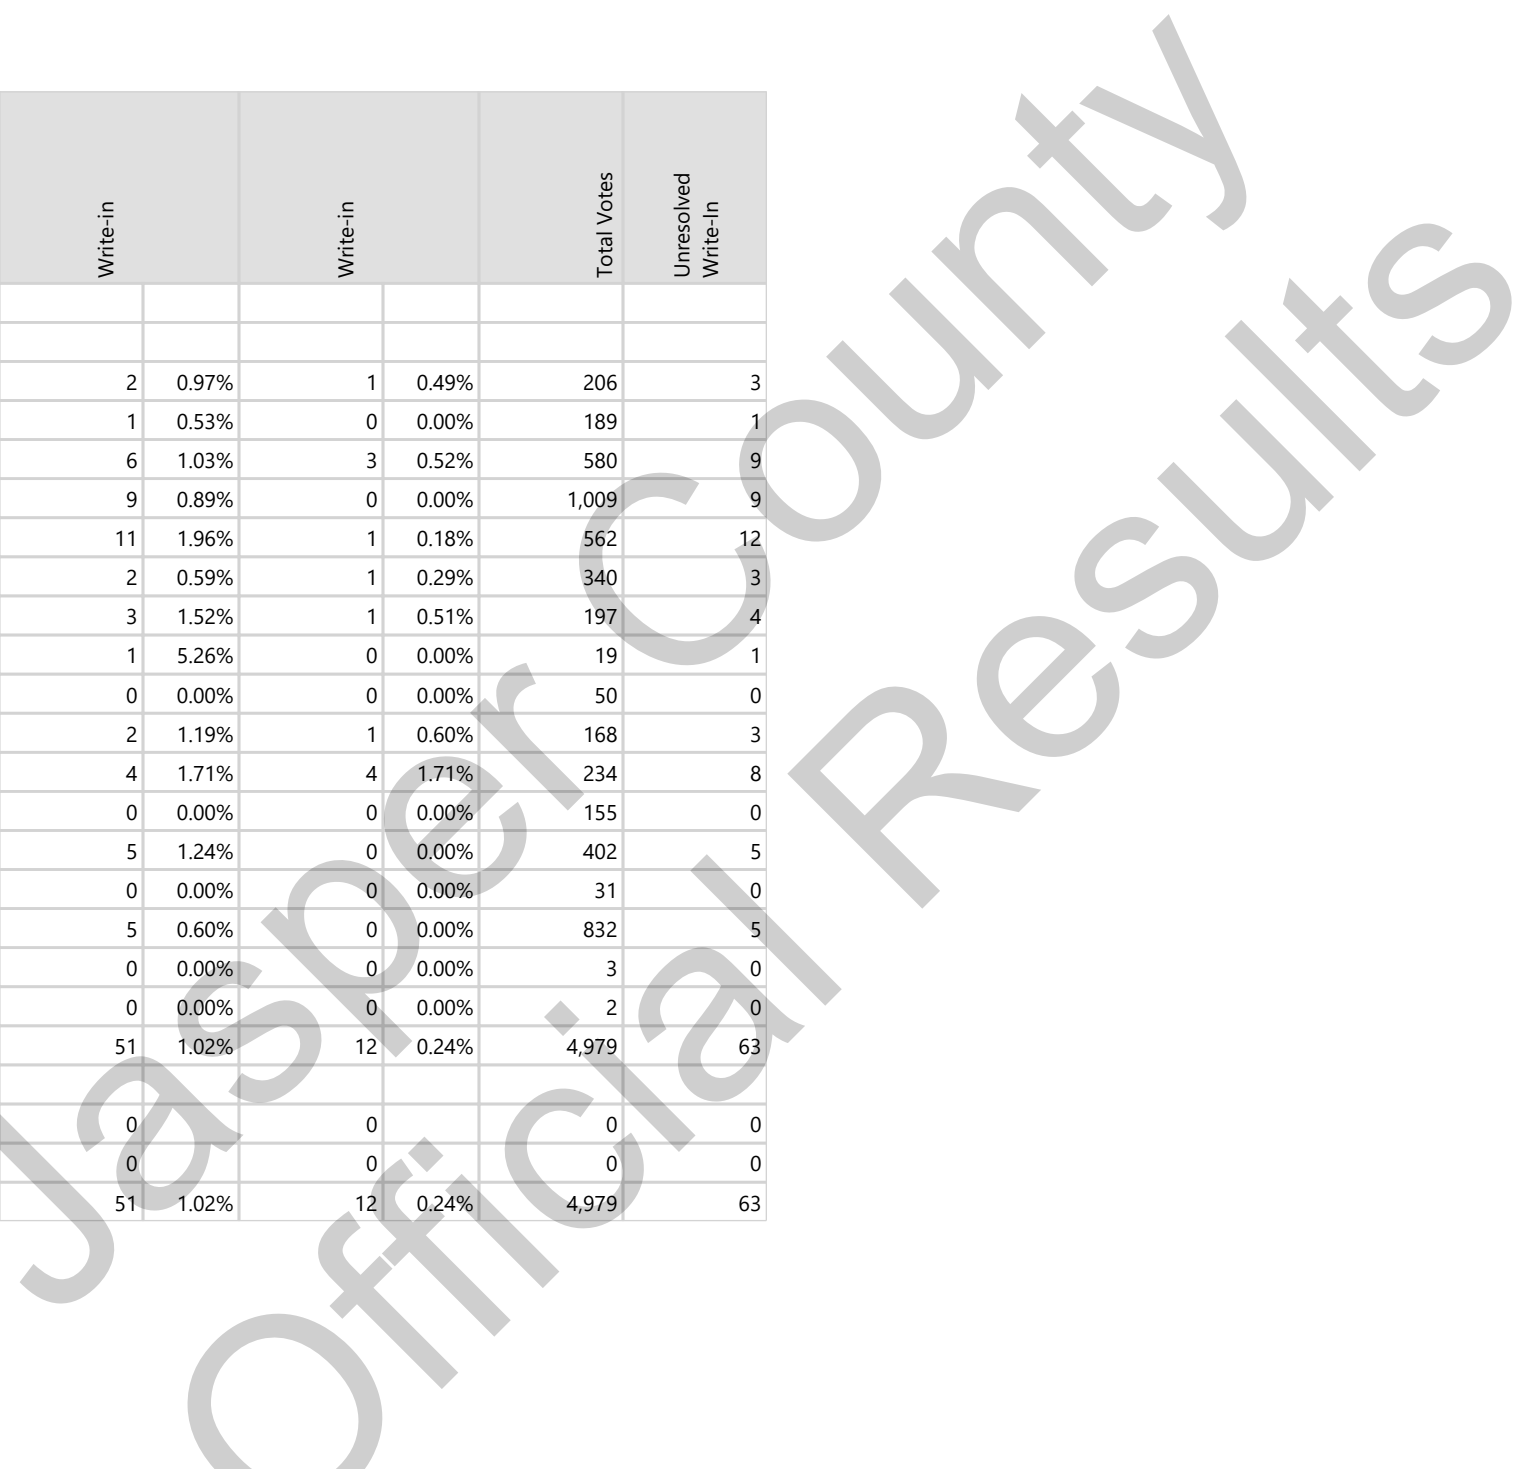 Write-in Write-in Total Votes Unresolved Write-In
2 0.97% 1 0.49% 206 3
1 0.53% 0 0.00% 189 1
6 1.03% 3 0.52% 580 9
9 0.89% 0 0.00% 1,009 9
11 1.96% 1 0.18% 562 12
2 0.59% 1 0.29% 340 3
3 1.52% 1 0.51% 197 4
1 5.26% 0 0.00% 19 1
0 0.00% 0 0.00% 50 0
2 1.19% 1 0.60% 168 3
4 1.71% 4 1.71% 234 8
0 0.00% 0 0.00% 155 0
5 1.24% 0 0.00% 402 5
0 0.00% 0 0.00% 31 0
5 0.60% 0 0.00% 832 5
0 0.00% 0 0.00% 3 0
0 0.00% 0 0.00% 2 0
51 1.02% 12 0.24% 4,979 63
0 0 0 0
0 0 0 0
51 1.02% 12 0.24% 4,979 63
Jasper County
Official Results